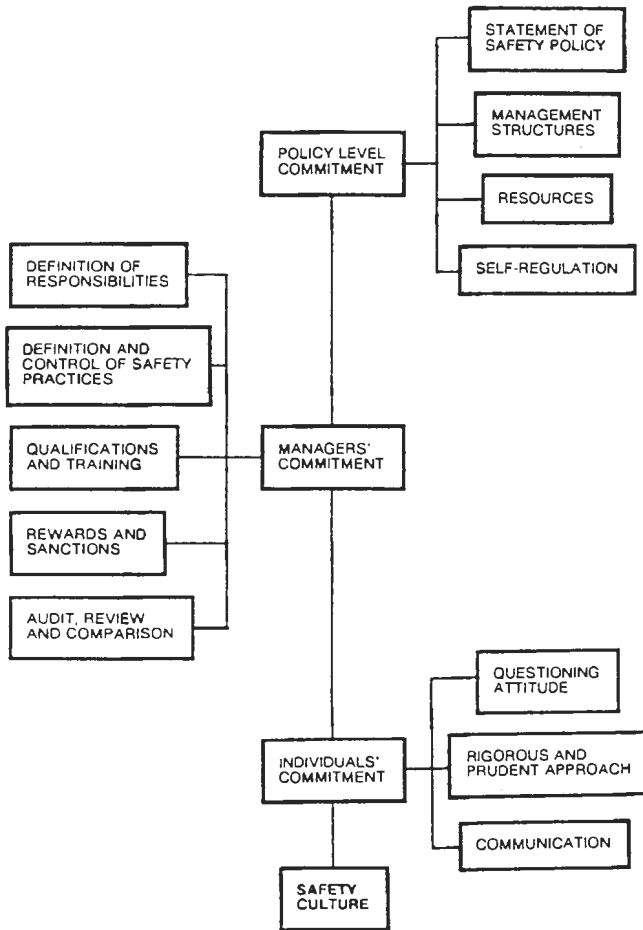 STATEMENT OF
SAFETY POLICY
MANAGEMENT
STRUCTURES
POLICY LEVEL
COMMITMENT
RESOURCES
SELF-REGULATION
DEFINITION OF
RESPONSIBILITIES
DEFINITION AND
CONTROL OF SAFETY
PRACTICES
QUALIFICATIONS
AND TRAINING
MANAGERS'
COMMITMENT
REWARDS AND
SANCTIONS
AUDIT, REVIEW
AND COMPARISON
QUESTIONING
ATTITUDE
INDIVIDUALS'
COMMITMENT
RIGOROUS AND
PRUDENT APPROACH
COMMUNICATION
SAFETY
CULTURE